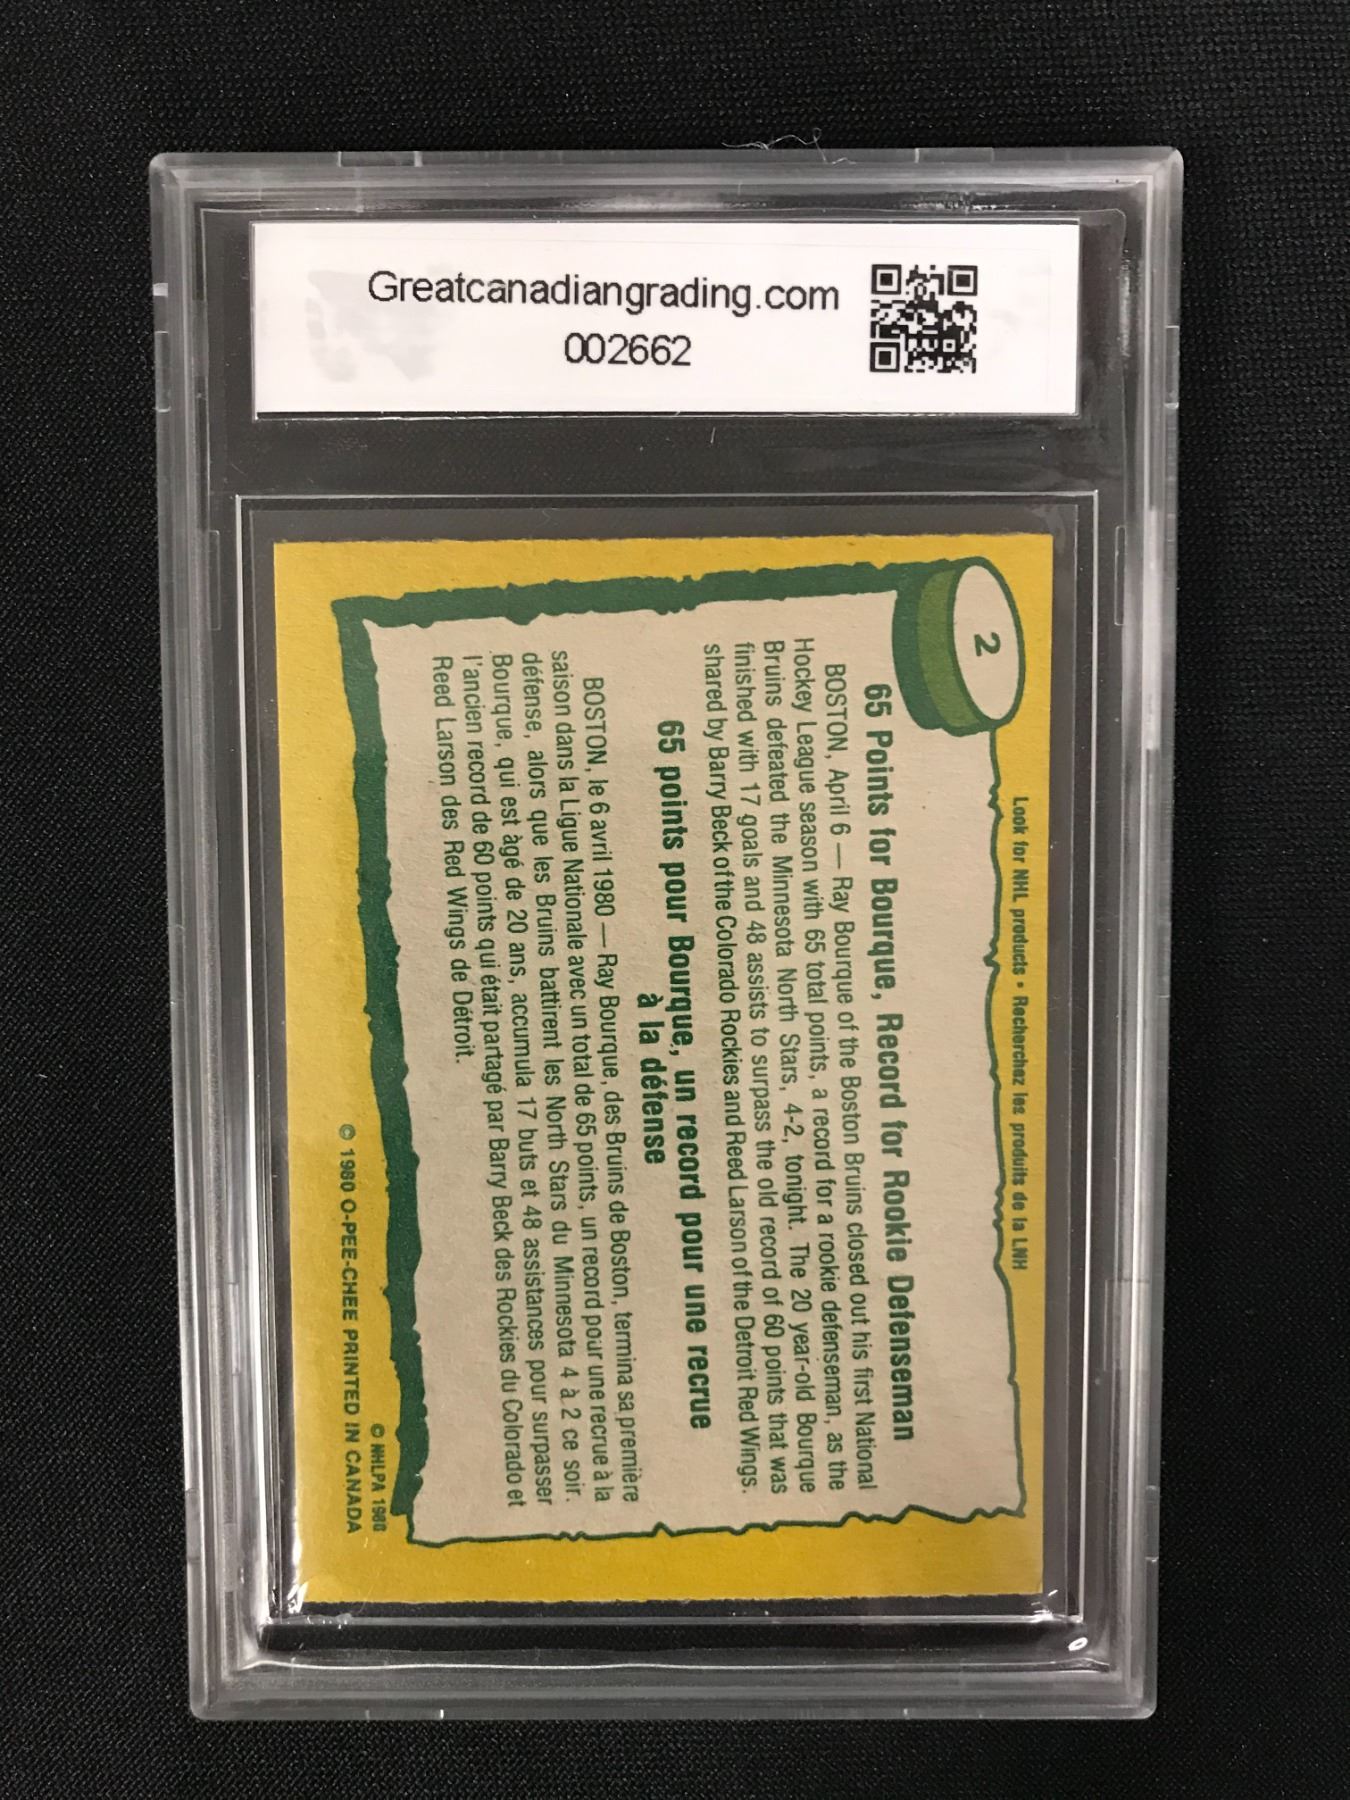 Greatcanadiangrading.com
002662
2
Look for NHL products • Recherchez les produits de la LNH
65 Points for Bourque, Record for Rookie Defenseman
BOSTON, April 6 — Ray Bourque of the Boston Bruins closed out his first National
Hockey League season with 65 total points, a record for a rookie defenseman, as the
Bruins defeated the Minnesota North Stars, 4-2, tonight. The 20 year-old Bourque
finished with 17 goals and 48 assists to surpass the old record of 60 points that was
shared by Barry Beck of the Colorado Rockies and Reed Larson of the Detroit Red Wings.
65 points pour Bourque, un record pour une recrue
à la défense
BOSTON, le 6 avril 1980 — Ray Bourque, des Bruins de Boston, termina sa première
saison dans la Ligue Nationale avec un total de 65 points, un record pour une recrue à la
défense, alors que les Bruins battirent les North Stars du Minnesota 4 à 2 ce soir.
Bourque, qui est àgé de 20 ans, accumula 17 buts et 48 assistances pour surpasser
l'ancien record de 60 points qui était partagé par Barry Beck des Rockies du Colorado et
Reed Larson des Red Wings de Détroit.
© NHLPA 1980
© 1980 O-PEE-CHEE PRINTED IN CANADA